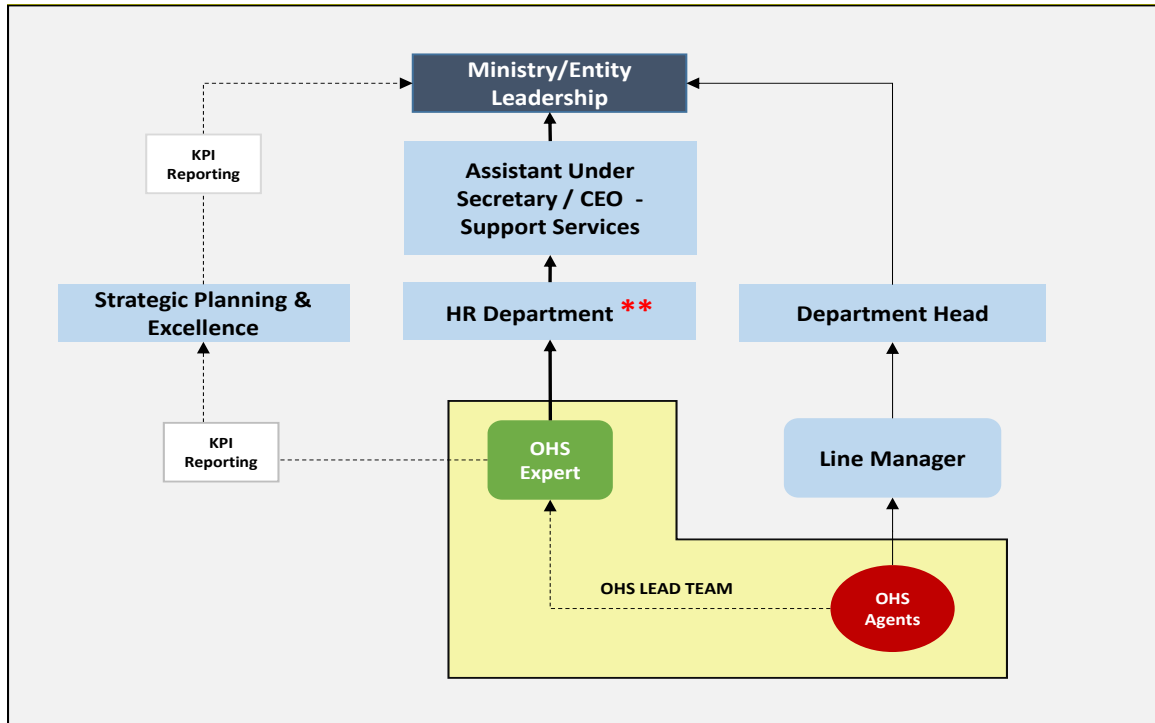 Ministry/Entity
Leadership
KPI
Reporting
Assistant Under
Secretary / CEO -
Support Services
Strategic Planning &
Excellence
HR Department **
Department Head
KPI
Reporting
OHS
Expert
Line Manager
OHS LEAD TEAM
OHS
Agents